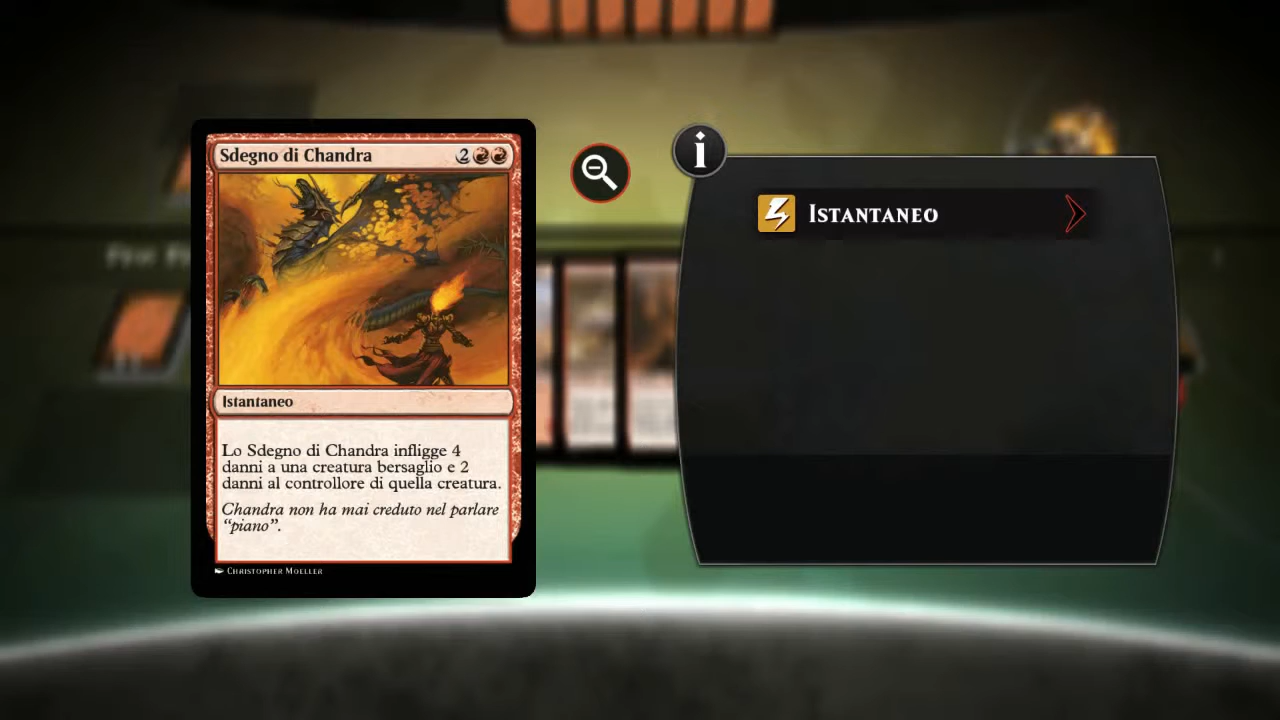 Sdegno di Chandra 2
Istantaneo
Lo Sdegno di Chandra infligge 4
danni a una creatura bersaglio e 2
danni al controllore di quella creatura.
Chandra non ha mai creduto nel parlare
“piano”.
Christopher Moeller
i
Istantaneo